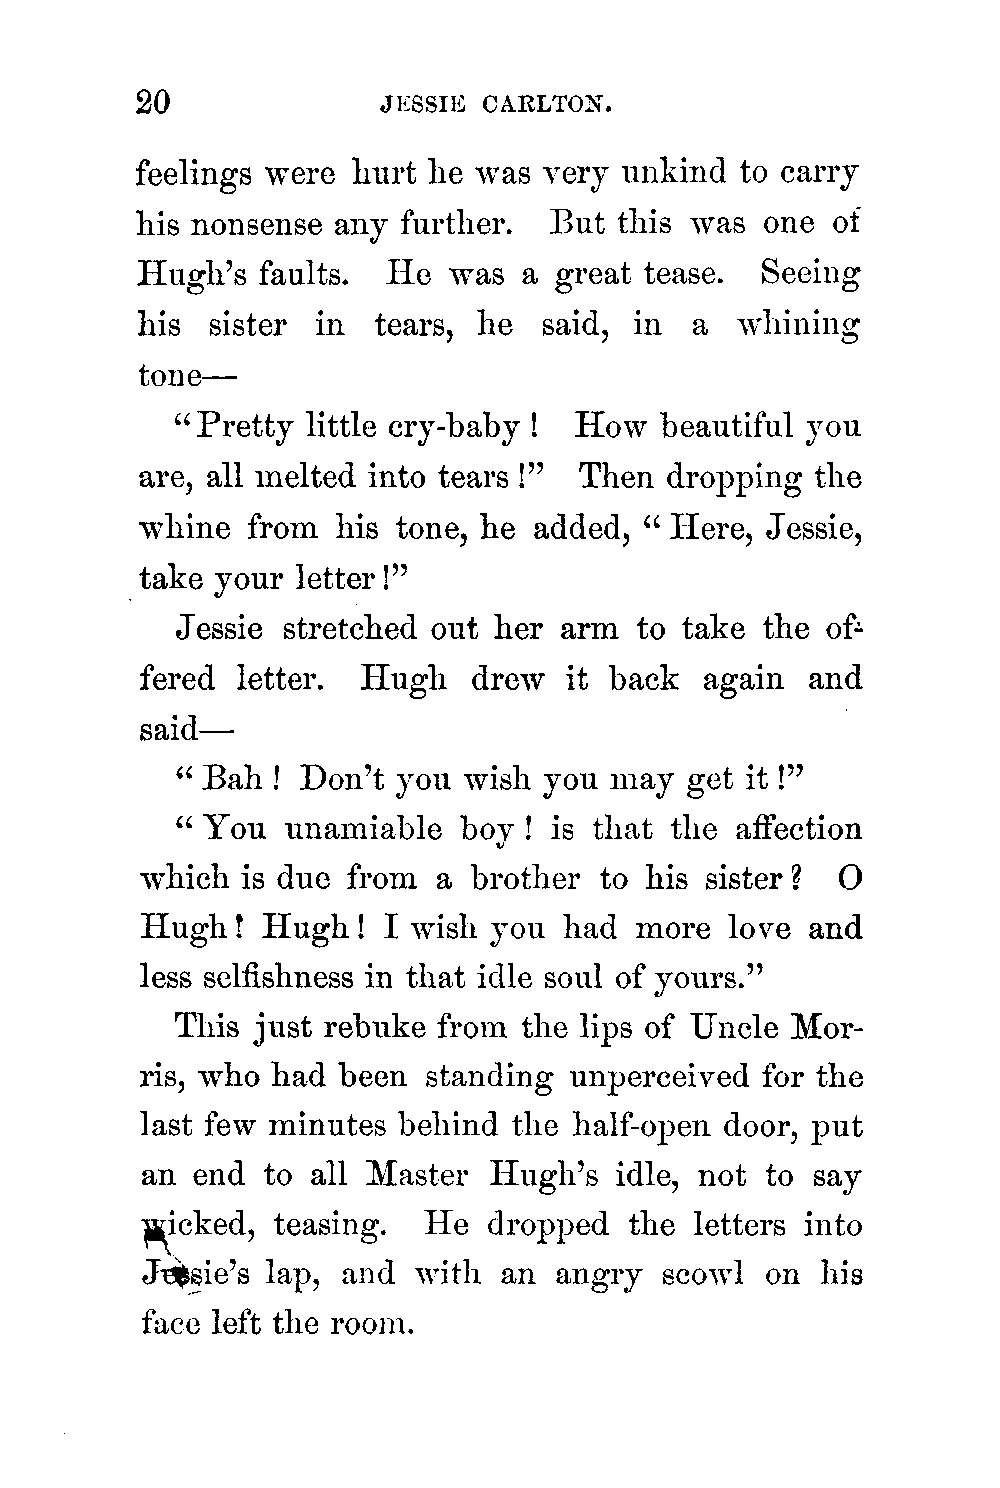 20 JESSIE CARLTON.
feelings were hurt he was very unkind to carry
his nonsense any further. But this was one of
Hugh's faults. He was a great tease. Seeing
his sister in tears, he said, in a whining
tone—
“Pretty little cry-baby! How beautiful you
are, all melted into tears!” Then dropping the
whine from his tone, he added, “Here, Jessie,
take your letter!”
Jessie stretched out her arm to take the of-
fered letter. Hugh drew it back again and
said—
“Bah! Don't you wish you may get it!”
“You unamiable boy! is that the affection
which is due from a brother to his sister? O
Hugh! Hugh! I wish you had more love and
less selfishness in that idle soul of yours.”
This just rebuke from the lips of Uncle Mor-
ris, who had been standing unperceived for the
last few minutes behind the half-open door, put
an end to all Master Hugh's idle, not to say
wicked, teasing. He dropped the letters into
Jessie's lap, and with an angry scowl on his
face left the room.